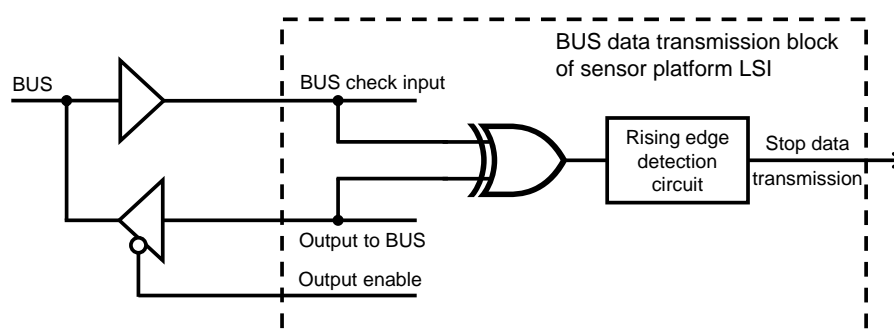 BUS data transmission block
of sensor platform LSI
BUS
BUS check input
Rising edge
detection
circuit
Stop data
transmission
Output to BUS
Output enable